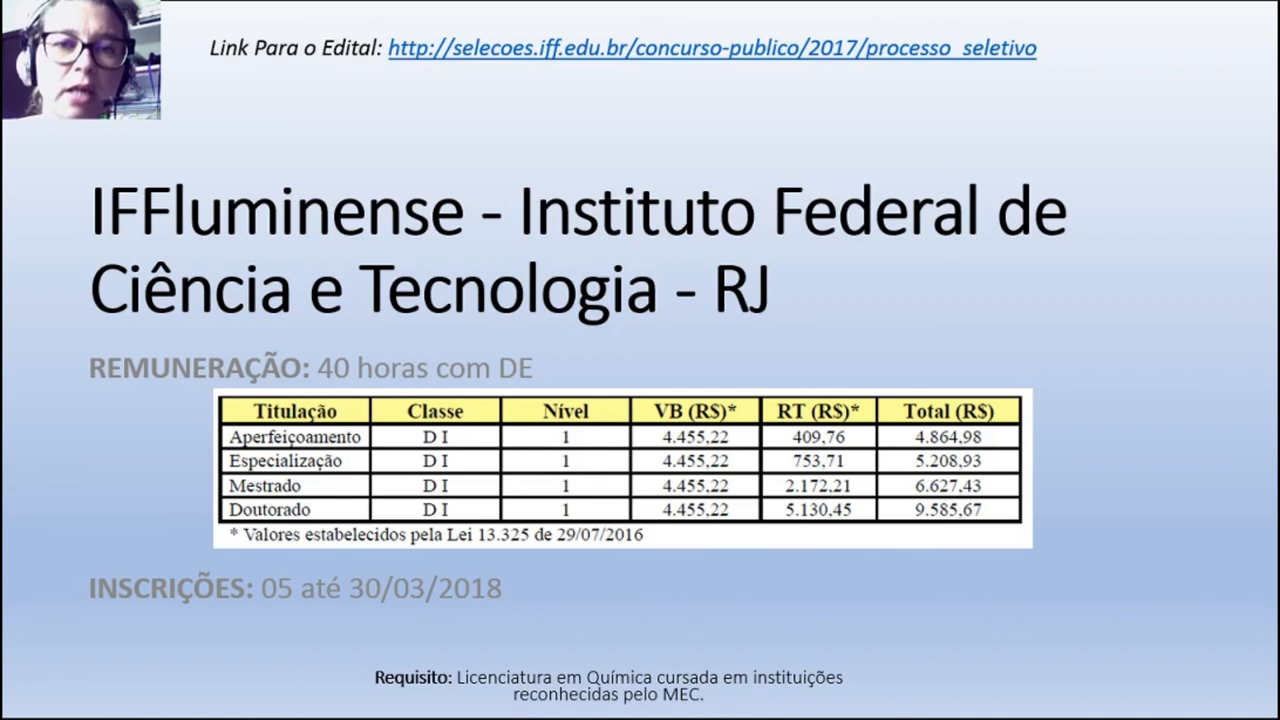 Link Para o Edital: http://selecoes.iff.edu.br/concurso-publico/2017/processo_seletivo
IFFluminense - Instituto Federal de
Ciência e Tecnologia - RJ
REMUNERAÇÃO: 40 horas com DE
Titulação Classe Nível VB (R$)* RT (R$)* Total (R$)
Aperfeiçoamento D I 1 4.455,22 409,76 4.864,98
Especialização D I 1 4.455,22 753,71 5.208,93
Mestrado D I 1 4.455,22 2.172,21 6.627,43
Doutorado D I 1 4.455,22 5.130,45 9.585,67
* Valores estabelecidos pela Lei 13.325 de 29/07/2016
INSCRIÇÕES: 05 até 30/03/2018
Requisito: Licenciatura em Química cursada em instituições
reconhecidas pelo MEC.